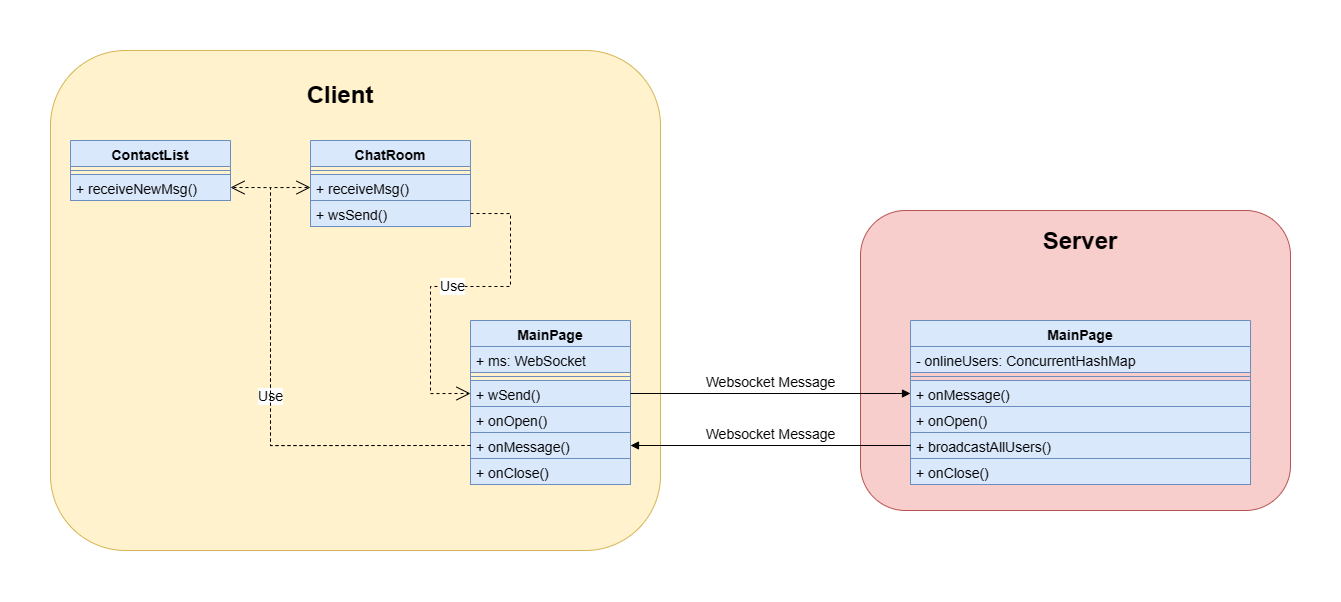 Client
ContactList
+ receiveNewMsg()
ChatRoom
+ receiveMsg()
+ wsSend()
Use
Use
MainPage
+ ms: WebSocket
+ wSend()
+ onOpen()
+ onMessage()
+ onClose()
Websocket Message
Websocket Message
Server
MainPage
- onlineUsers: ConcurrentHashMap
+ onMessage()
+ onOpen()
+ broadcastAllUsers()
+ onClose()